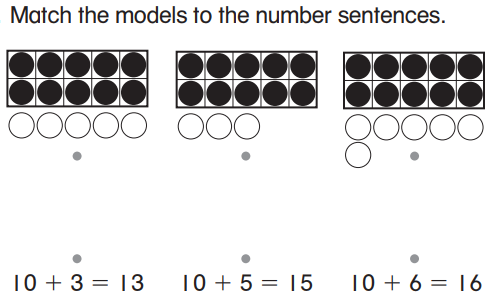 Match the models to the number sentences.
10 + 3 = 13 10 + 5 = 15 10 + 6 = 16